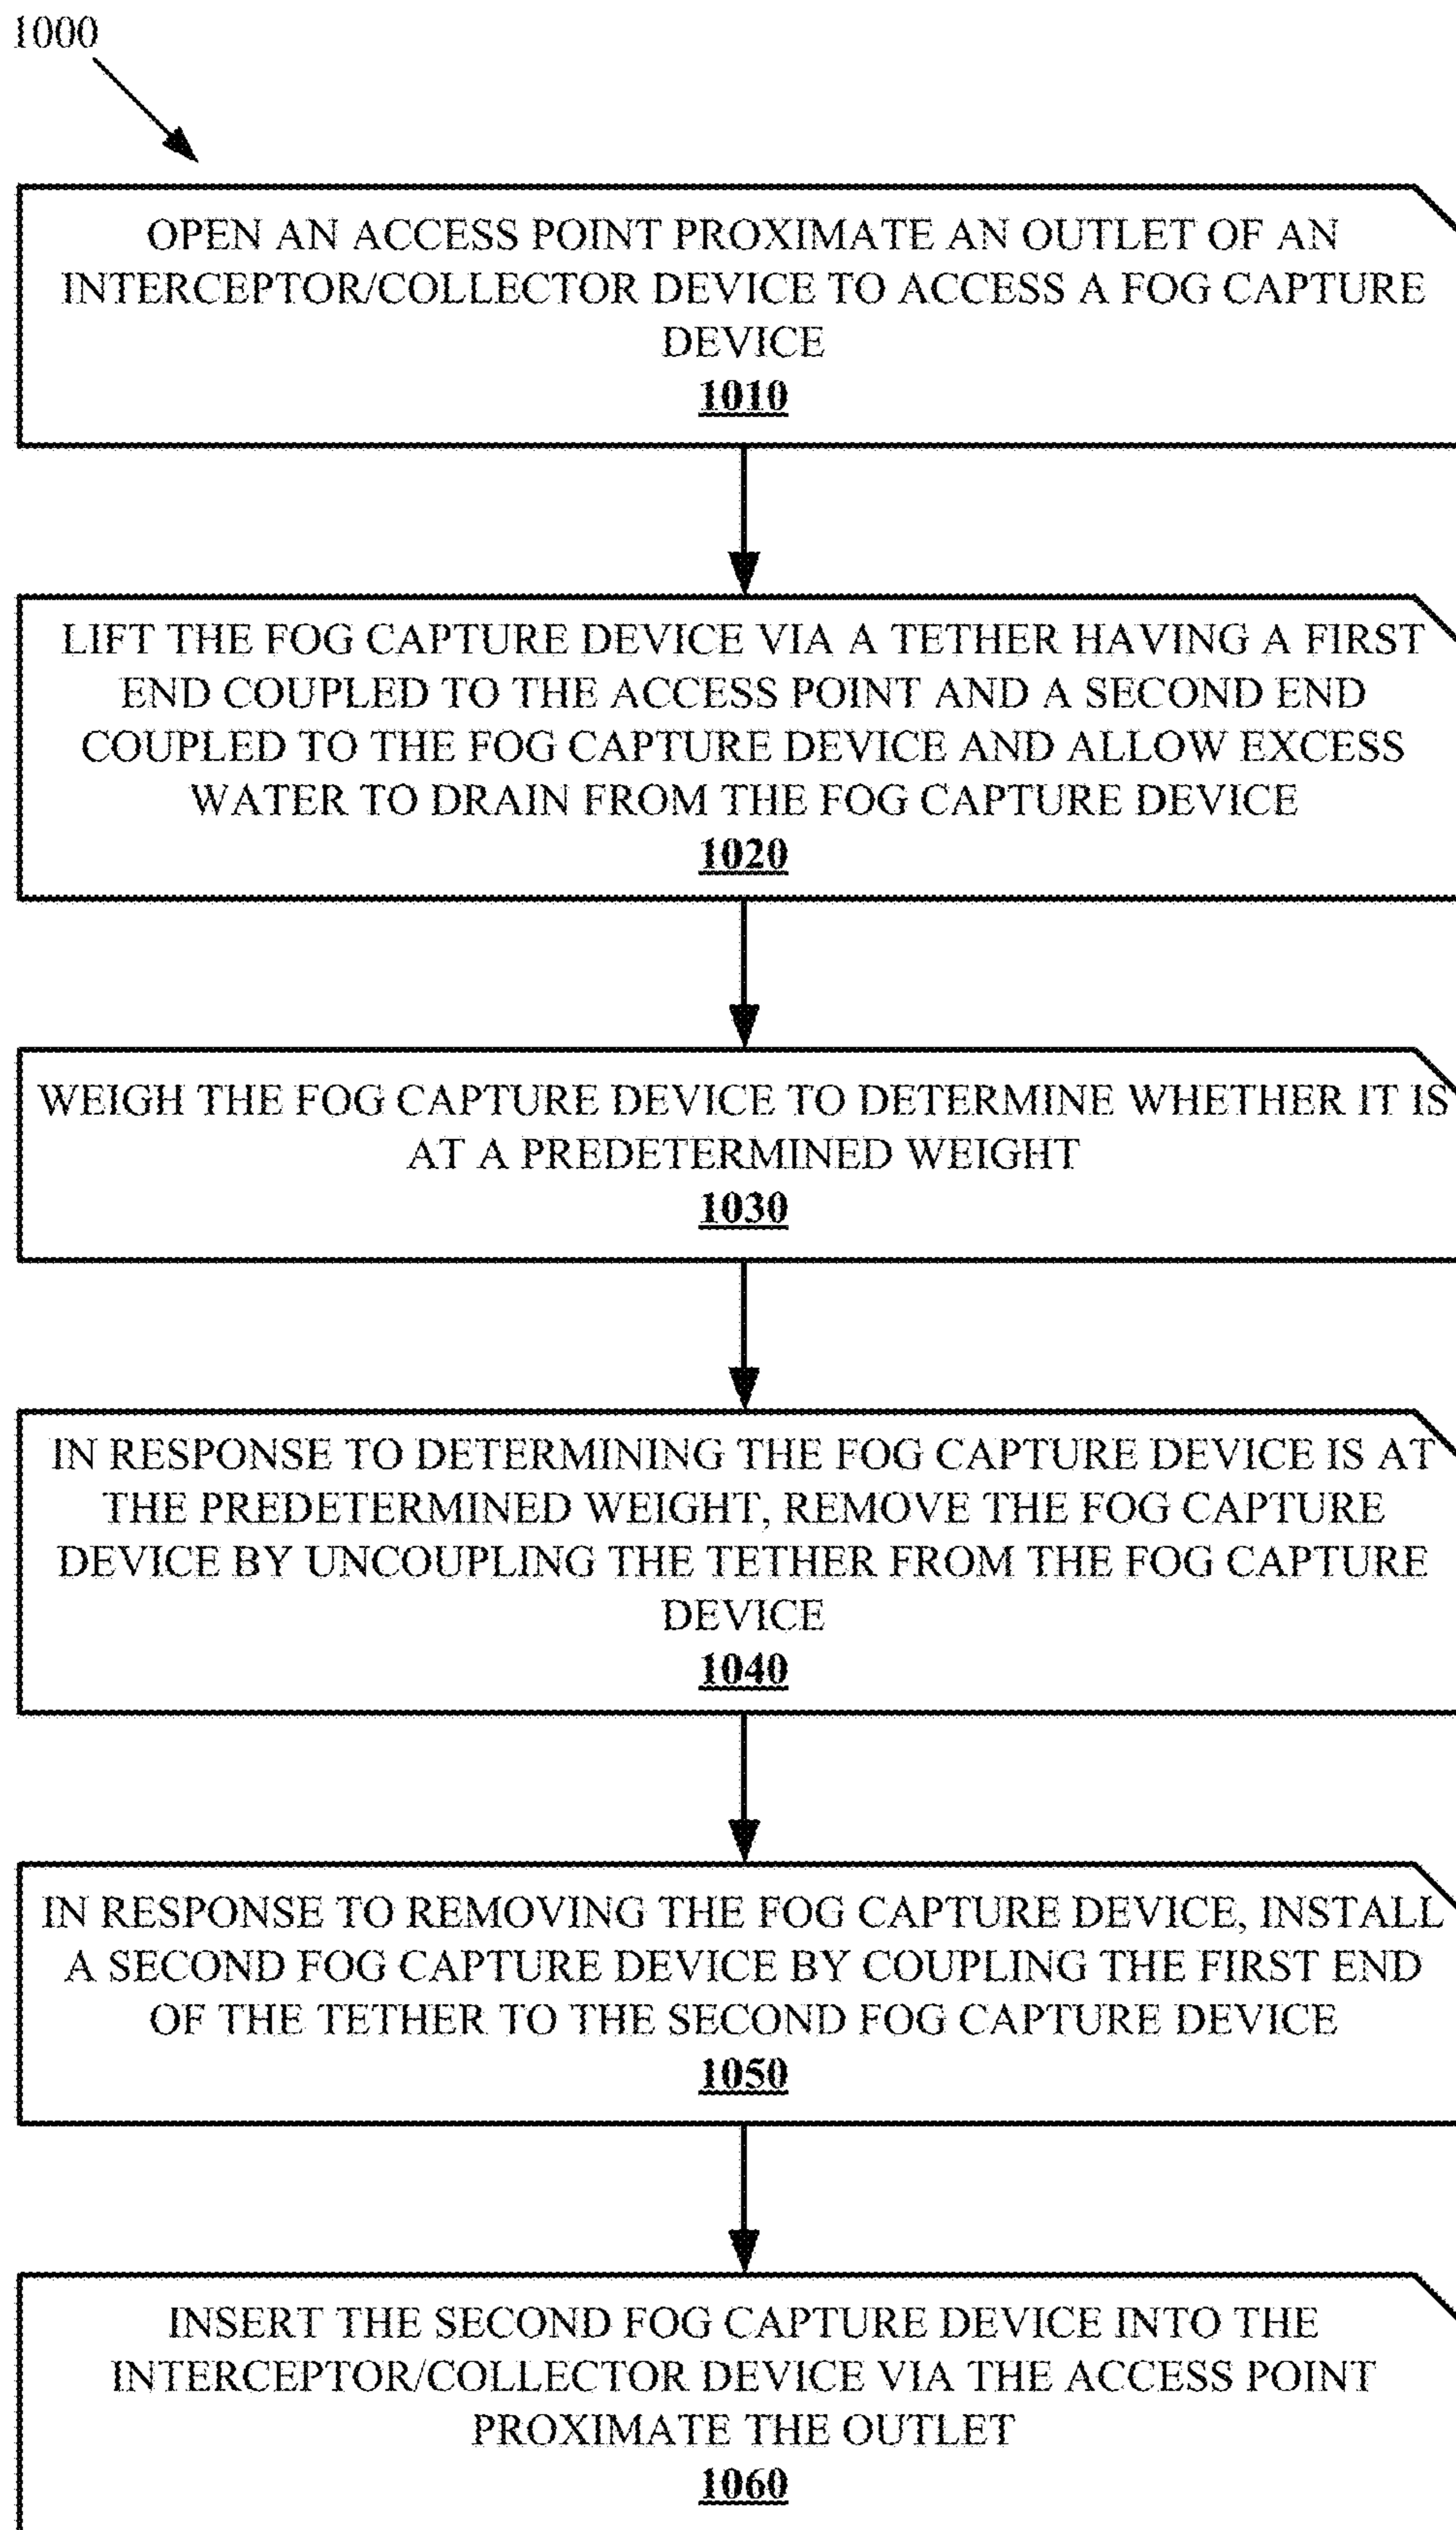 1000
OPEN AN ACCESS POINT PROXIMATE AN OUTLET OF AN
INTERCEPTOR/COLLECTOR DEVICE TO ACCESS A FOG CAPTURE
DEVICE
1010
LIFT THE FOG CAPTURE DEVICE VIA A TETHER HAVING A FIRST
END COUPLED TO THE ACCESS POINT AND A SECOND END
COUPLED TO THE FOG CAPTURE DEVICE AND ALLOW EXCESS
WATER TO DRAIN FROM THE FOG CAPTURE DEVICE
1020
WEIGH THE FOG CAPTURE DEVICE TO DETERMINE WHETHER IT IS
AT A PREDETERMINED WEIGHT
1030
IN RESPONSE TO DETERMINING THE FOG CAPTURE DEVICE IS AT
THE PREDETERMINED WEIGHT, REMOVE THE FOG CAPTURE
DEVICE BY UNCOUPLING THE TETHER FROM THE FOG CAPTURE
DEVICE
1040
IN RESPONSE TO REMOVING THE FOG CAPTURE DEVICE, INSTALL
A SECOND FOG CAPTURE DEVICE BY COUPLING THE FIRST END
OF THE TETHER TO THE SECOND FOG CAPTURE DEVICE
1050
INSERT THE SECOND FOG CAPTURE DEVICE INTO THE
INTERCEPTOR/COLLECTOR DEVICE VIA THE ACCESS POINT
PROXIMATE THE OUTLET
1060